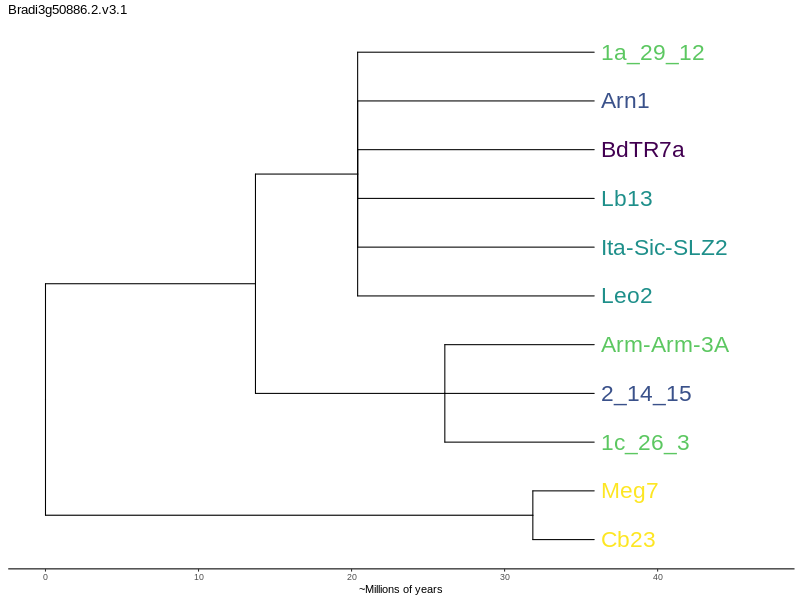 Bradi3g50886.2.v3.1
1a_29_12
Arn1
BdTR7a
Lb13
Ita-Sic-SLZ2
Leo2
Arm-Arm-3A
2_14_15
1c_26_3
Meg7
Cb23
0 10 20 30 40
~Millions of years